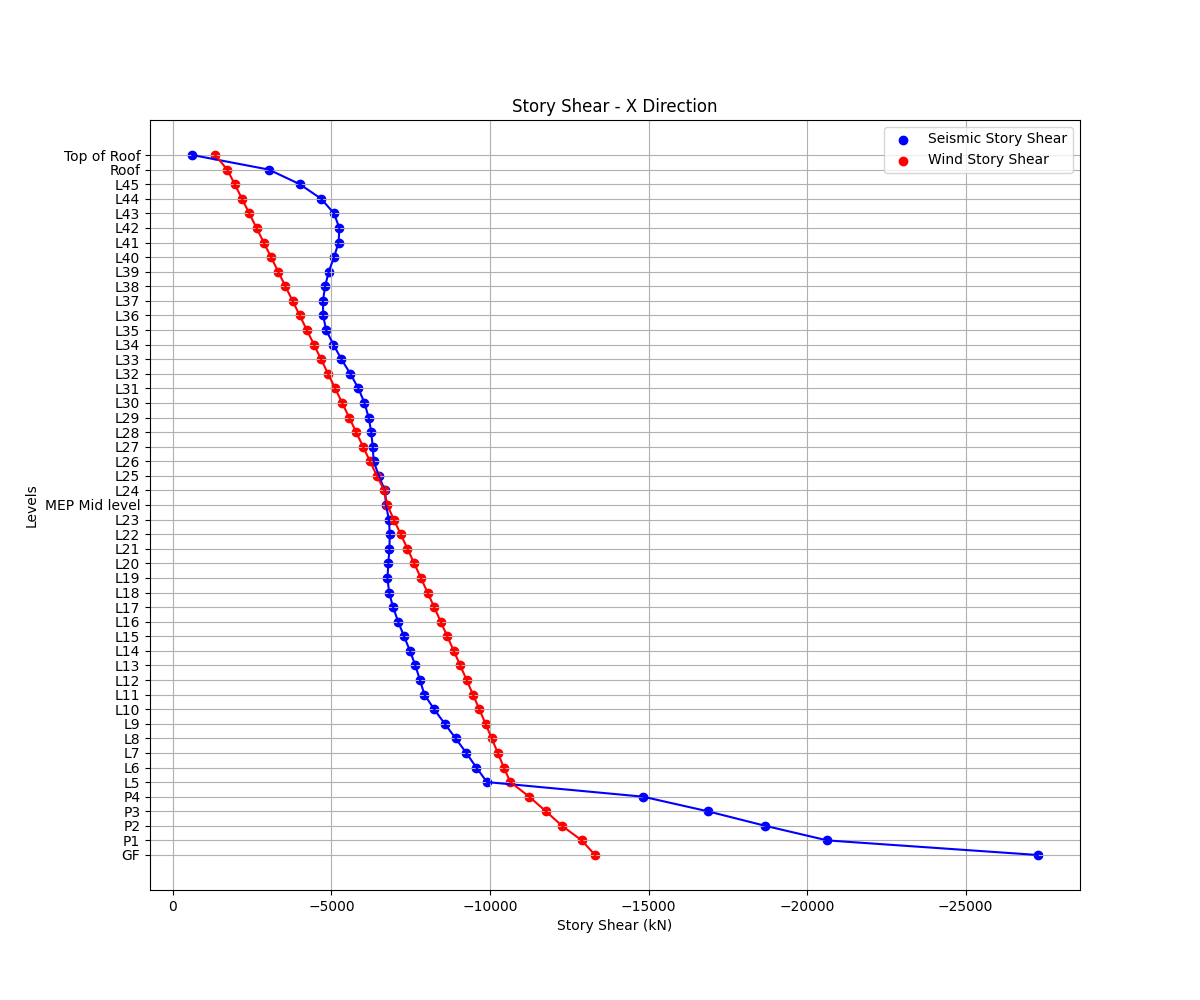 Story Shear - X Direction
Seismic Story Shear
Wind Story Shear
Top of Roof
Roof
L45
L44
L43
L42
L41
L40
L39
L38
L37
L36
L35
L34
L33
L32
L31
L30
L29
L28
L27
L26
L25
L24
MEP Mid level
L23
L22
L21
L20
L19
L18
L17
L16
L15
L14
L13
L12
L11
L10
L9
L8
L7
L6
L5
P4
P3
P2
P1
GF
Levels
0 −5000 −10000 −15000 −20000 −25000
Story Shear (kN)